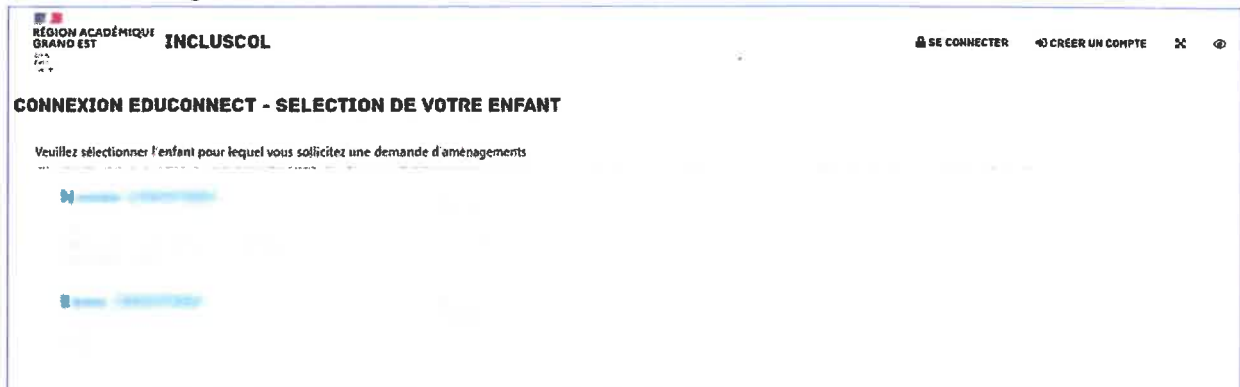 RÉGION ACADÉMIQUE
GRAND EST
INCLUSCOL
SE CONNECTER
CRÉER UN COMPTE
CONNEXION EDUCONNECT - SELECTION DE VOTRE ENFANT
Veuillez sélectionner l'enfant pour lequel vous sollicitez une demande d'aménagements